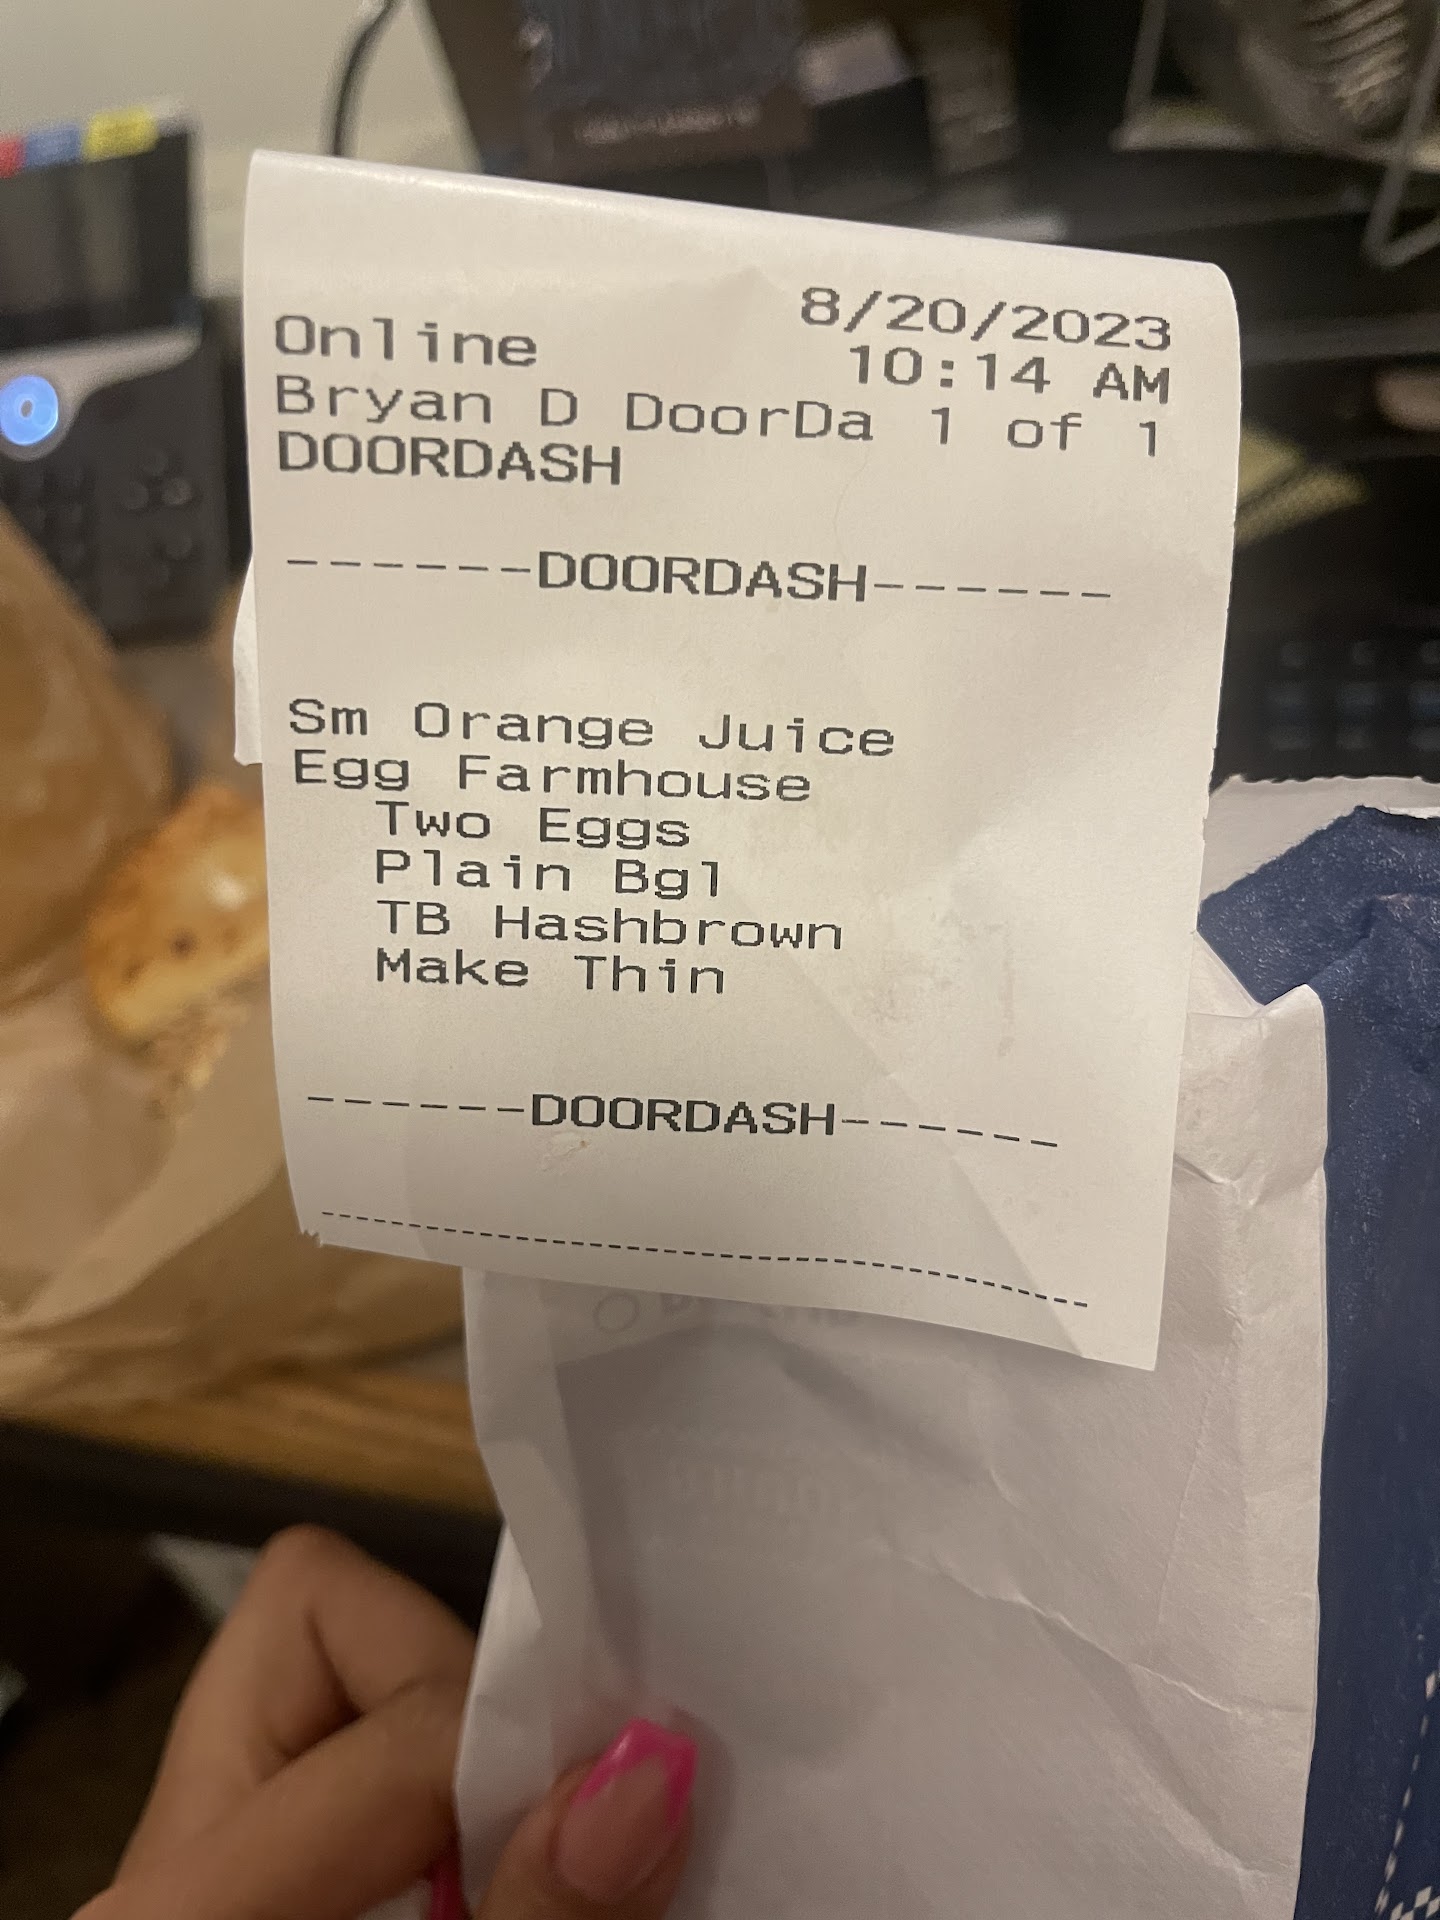 8/20/2023
Online 10:14 AM
Bryan D DoorDa 1 of 1
DOORDASH
------DOORDASH------
Sm Orange Juice
Egg Farmhouse
Two Eggs
Plain Bgl
TB Hashbrown
Make Thin
------DOORDASH------